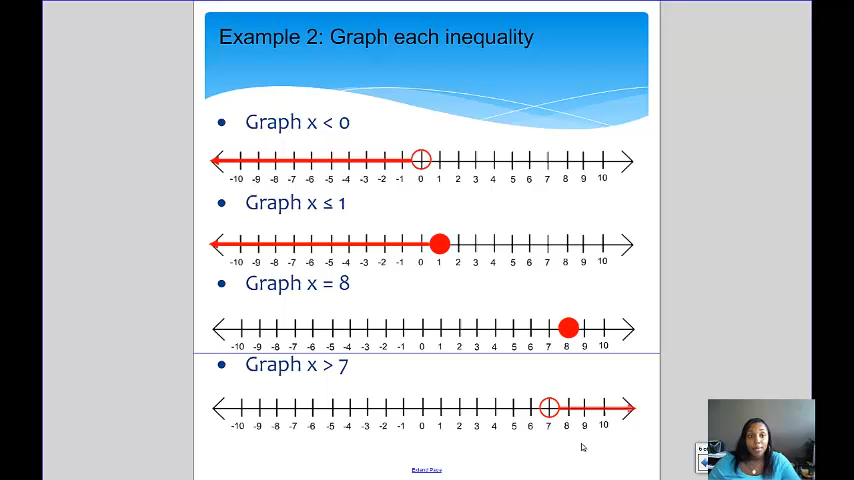 Example 2: Graph each inequality
• Graph x < 0
-10 -9 -8 -7 -6 -5 -4 -3 -2 -1 0 1 2 3 4 5 6 7 8 9 10
• Graph x ≤ 1
-10 -9 -8 -7 -6 -5 -4 -3 -2 -1 0 1 2 3 4 5 6 7 8 9 10
• Graph x = 8
-10 -9 -8 -7 -6 -5 -4 -3 -2 -1 0 1 2 3 4 5 6 7 8 9 10
• Graph x > 7
-10 -9 -8 -7 -6 -5 -4 -3 -2 -1 0 1 2 3 4 5 6 7 8 9 10
Extend Page